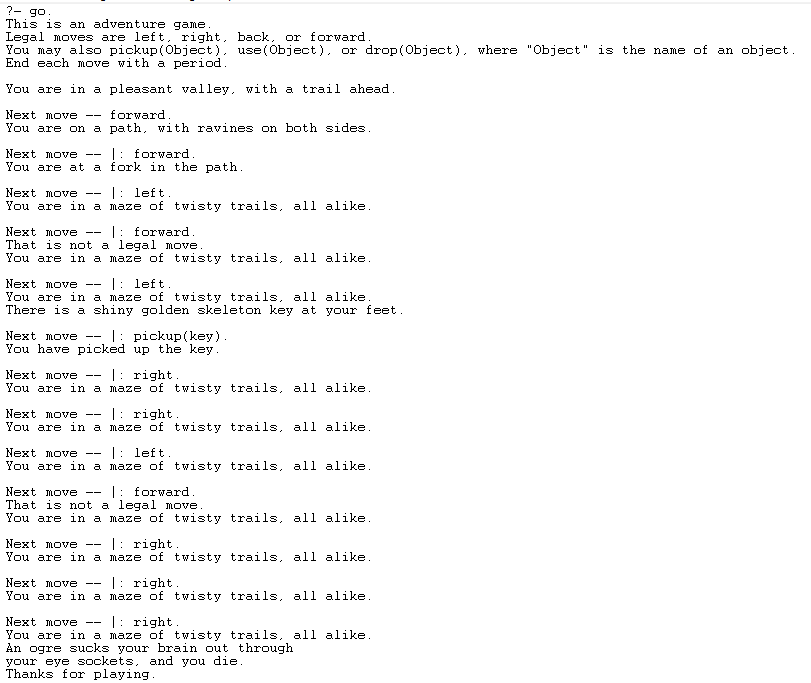 ?- go.
This is an adventure game.
Legal moves are left, right, back, or forward.
You may also pickup(Object), use(Object), or drop(Object), where "Object" is the name of an object.
End each move with a period.
You are in a pleasant valley, with a trail ahead.
Next move -- forward.
You are on a path, with ravines on both sides.
Next move -- |: forward.
You are at a fork in the path.
Next move -- |: left.
You are in a maze of twisty trails, all alike.
Next move -- |: forward.
That is not a legal move.
You are in a maze of twisty trails, all alike.
Next move -- |: left.
You are in a maze of twisty trails, all alike.
There is a shiny golden skeleton key at your feet.
Next move -- |: pickup(key).
You have picked up the key.
Next move -- |: right.
You are in a maze of twisty trails, all alike.
Next move -- |: right.
You are in a maze of twisty trails, all alike.
Next move -- |: left.
You are in a maze of twisty trails, all alike.
Next move -- |: forward.
That is not a legal move.
You are in a maze of twisty trails, all alike.
Next move -- |: right.
You are in a maze of twisty trails, all alike.
Next move -- |: right.
You are in a maze of twisty trails, all alike.
Next move -- |: right.
You are in a maze of twisty trails, all alike.
An ogre sucks your brain out through
your eye sockets, and you die.
Thanks for playing.